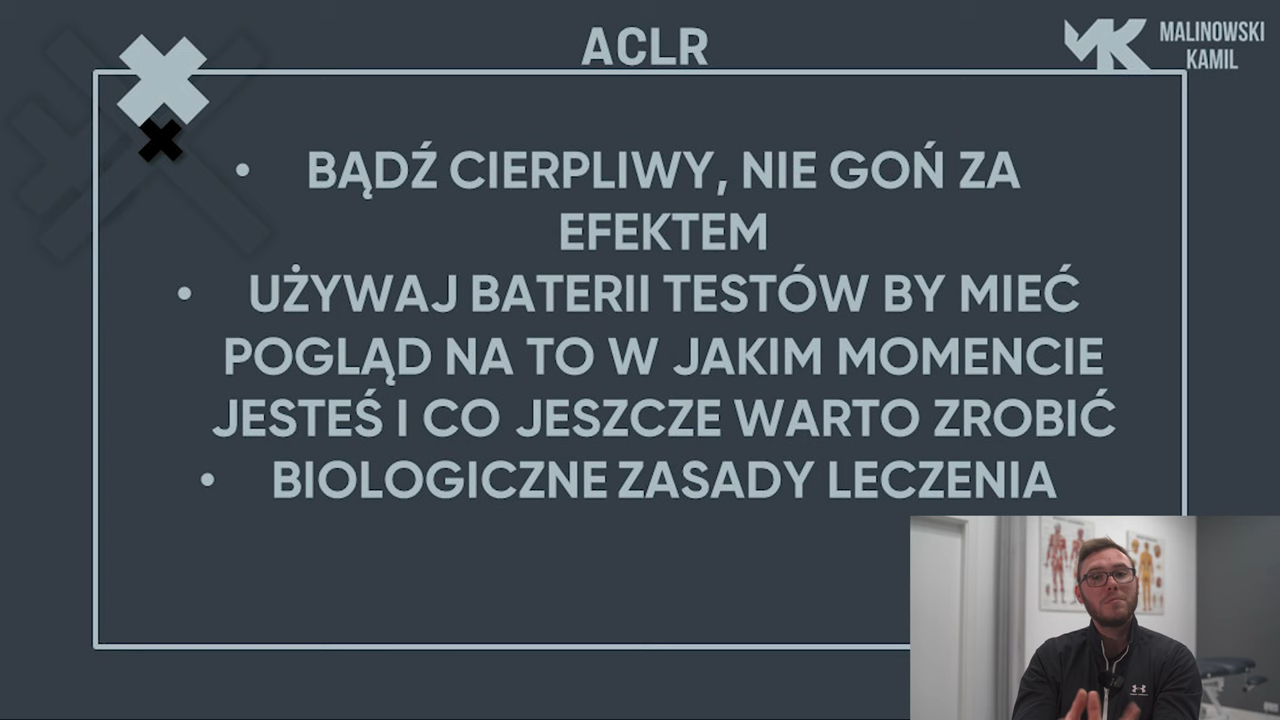 ACLR
MALINOWSKI
KAMIL
• BĄDŹ CIERPLIWY, NIE GOŃ ZA
EFEKTEM
• UŻYWAJ BATERII TESTÓW BY MIEĆ
POGLĄD NA TO W JAKIM MOMENCIE
JESTEŚ I CO JESZCZE WARTO ZROBIĆ
• BIOLOGICZNE ZASADY LECZENIA